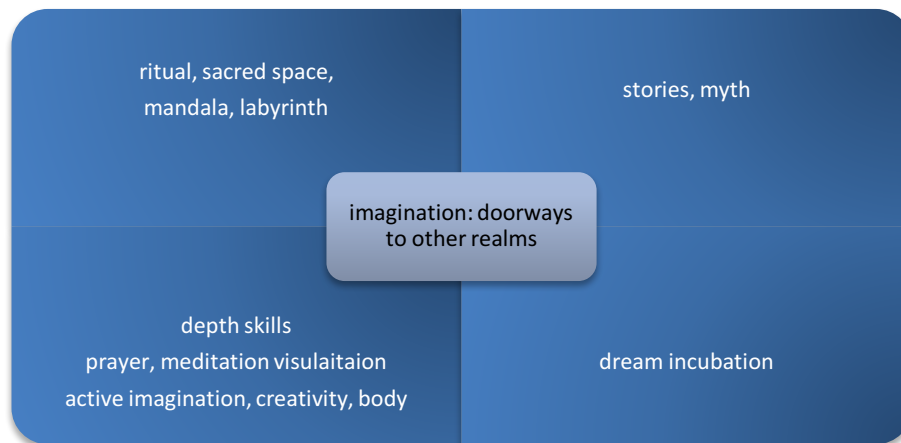 ritual, sacred space,
mandala, labyrinth
stories, myth
imagination: doorways
to other realms
depth skills
prayer, meditation visulaitaion
active imagination, creativity, body
dream incubation